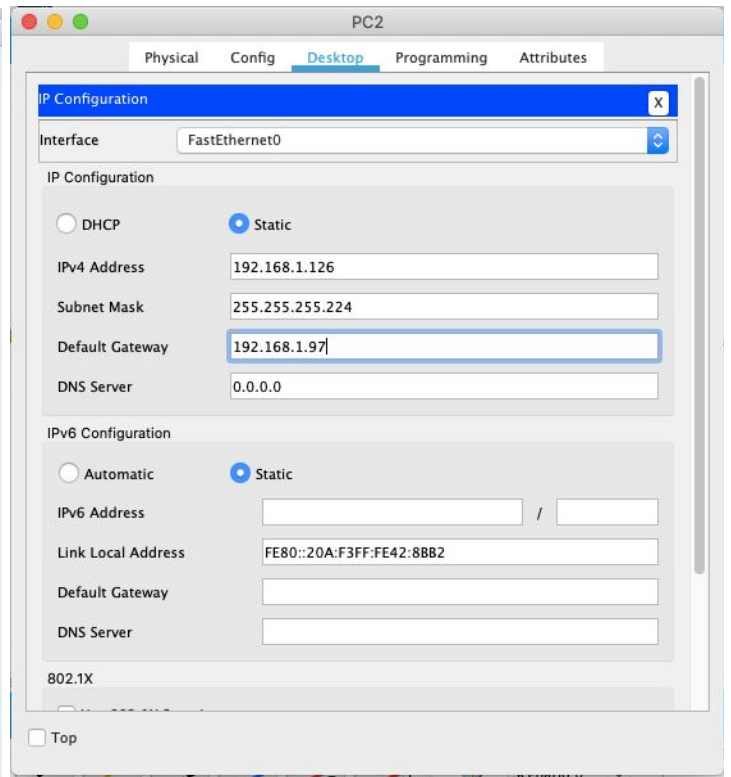 PC2
Physical Config Desktop Programming Attributes
IP Configuration X
Interface FastEthernet0
IP Configuration
DHCP Static
IPv4 Address 192.168.1.126
Subnet Mask 255.255.255.224
Default Gateway 192.168.1.97
DNS Server 0.0.0.0
IPv6 Configuration
Automatic Static
IPv6 Address /
Link Local Address FE80::20A:F3FF:FE42:8BB2
Default Gateway
DNS Server
802.1X
Top